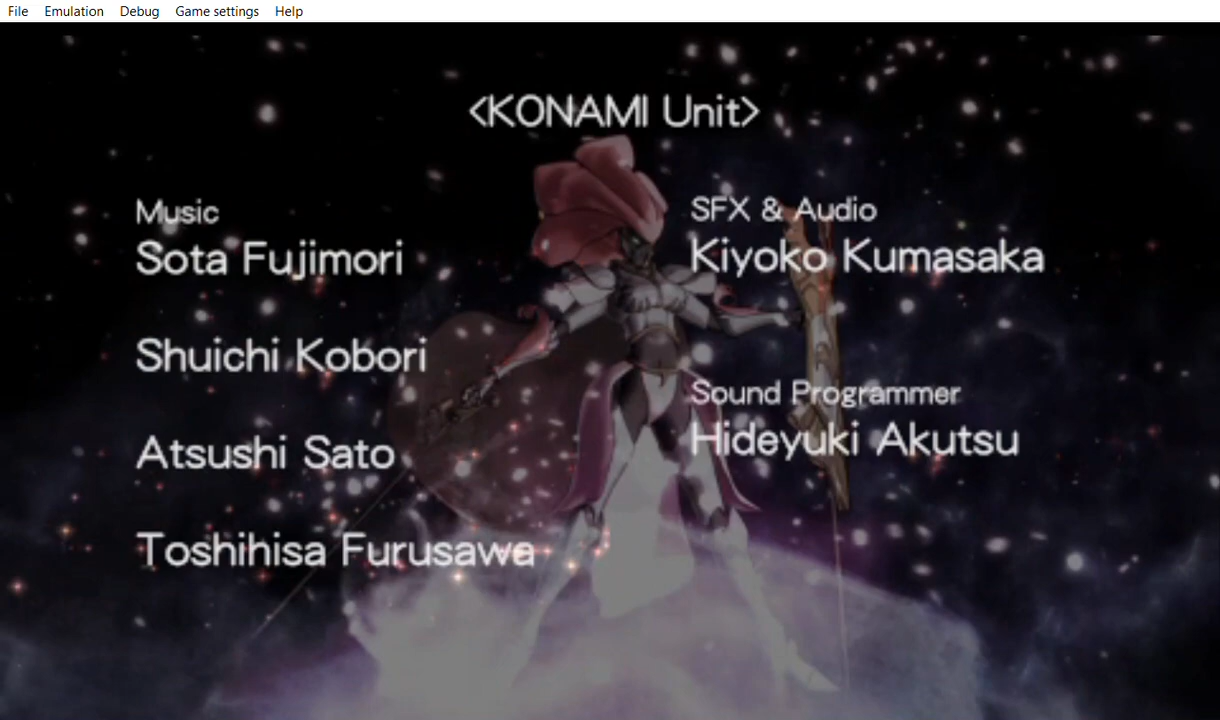 File Emulation Debug Game settings Help
<KONAMI Unit>
Music
Sota Fujimori
Shuichi Kobori
Atsushi Sato
Toshihisa Furusawa
SFX & Audio
Kiyoko Kumasaka
Sound Programmer
Hideyuki Akutsu